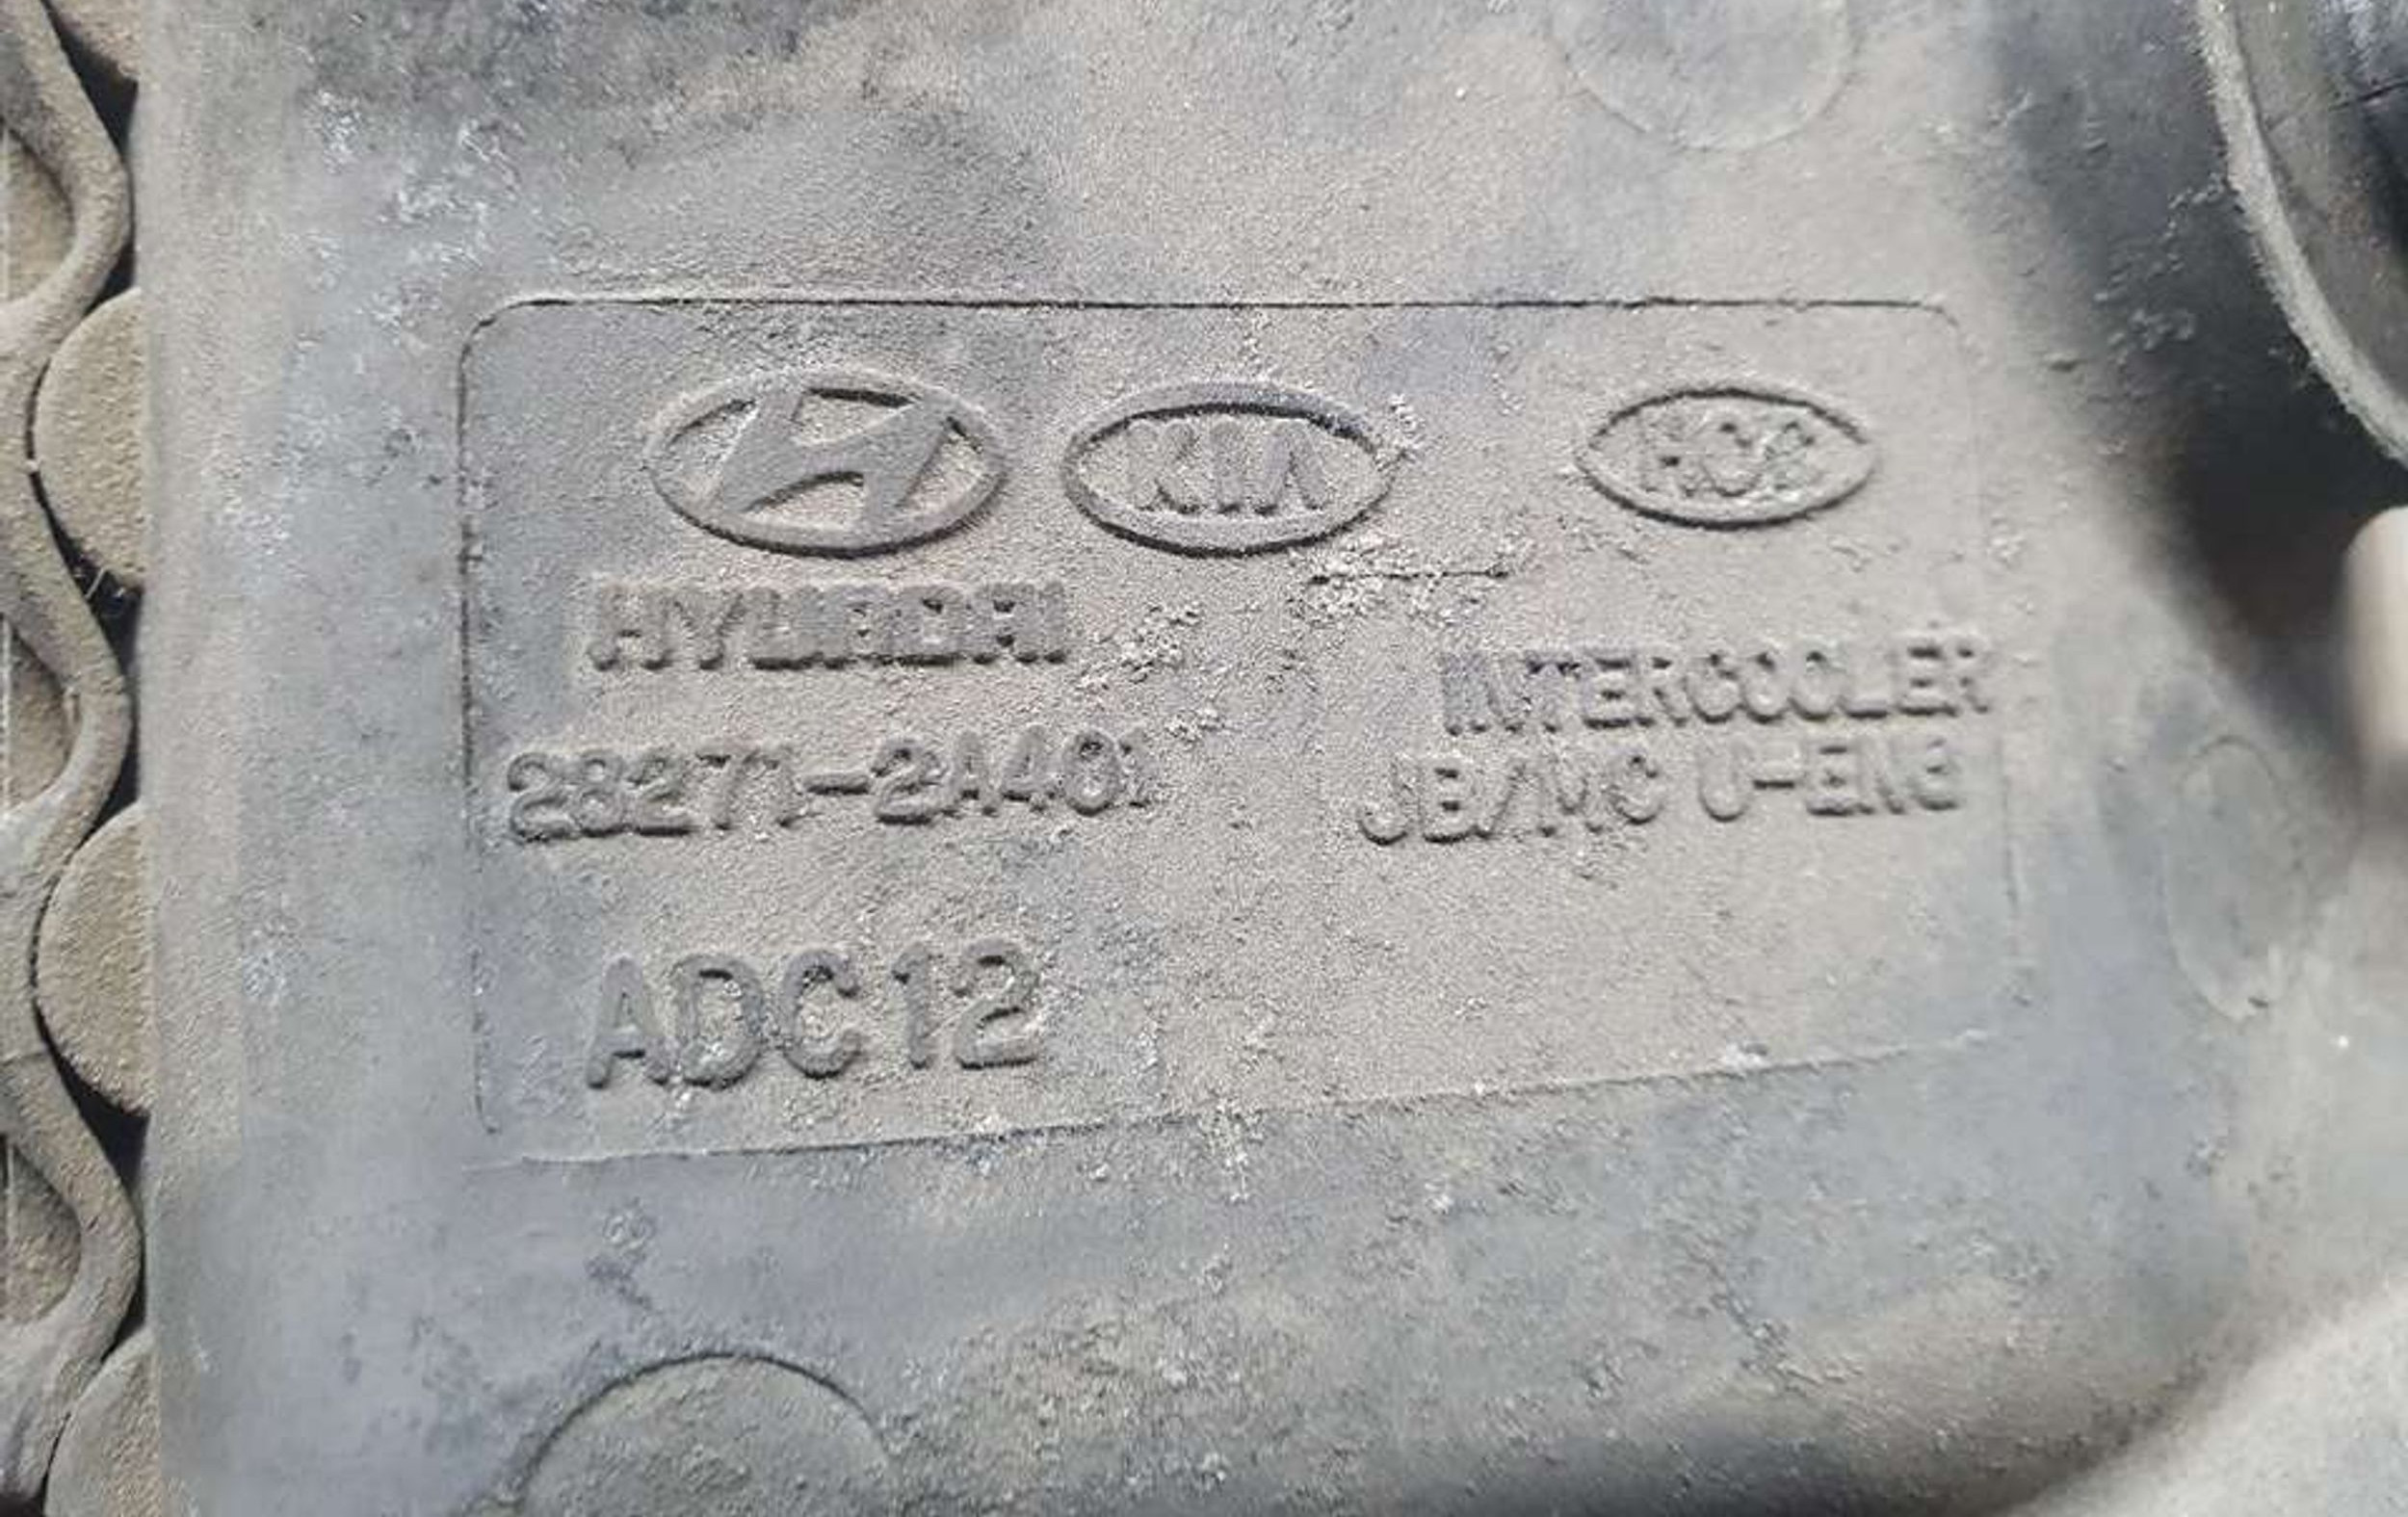 KIA
HYUNDAI
28271-2A401
INTERCOOLER
JB/MC U-ENG
ADC12